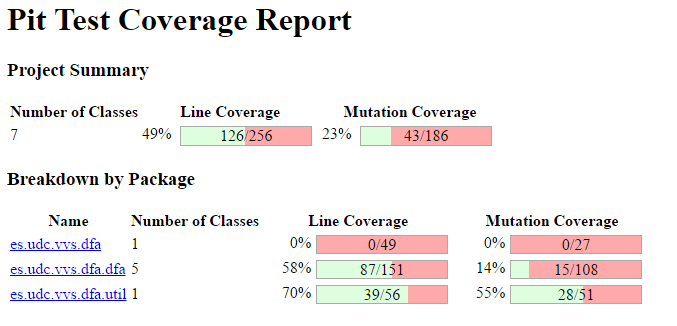 Pit Test Coverage Report
Project Summary
Number of Classes Line Coverage Mutation Coverage
7 49% 126/256 23% 43/186
Breakdown by Package
Name Number of Classes Line Coverage Mutation Coverage
es.udc.vvs.dfa 1 0% 0/49 0% 0/27
es.udc.vvs.dfa.dfa 5 58% 87/151 14% 15/108
es.udc.vvs.dfa.util 1 70% 39/56 55% 28/51